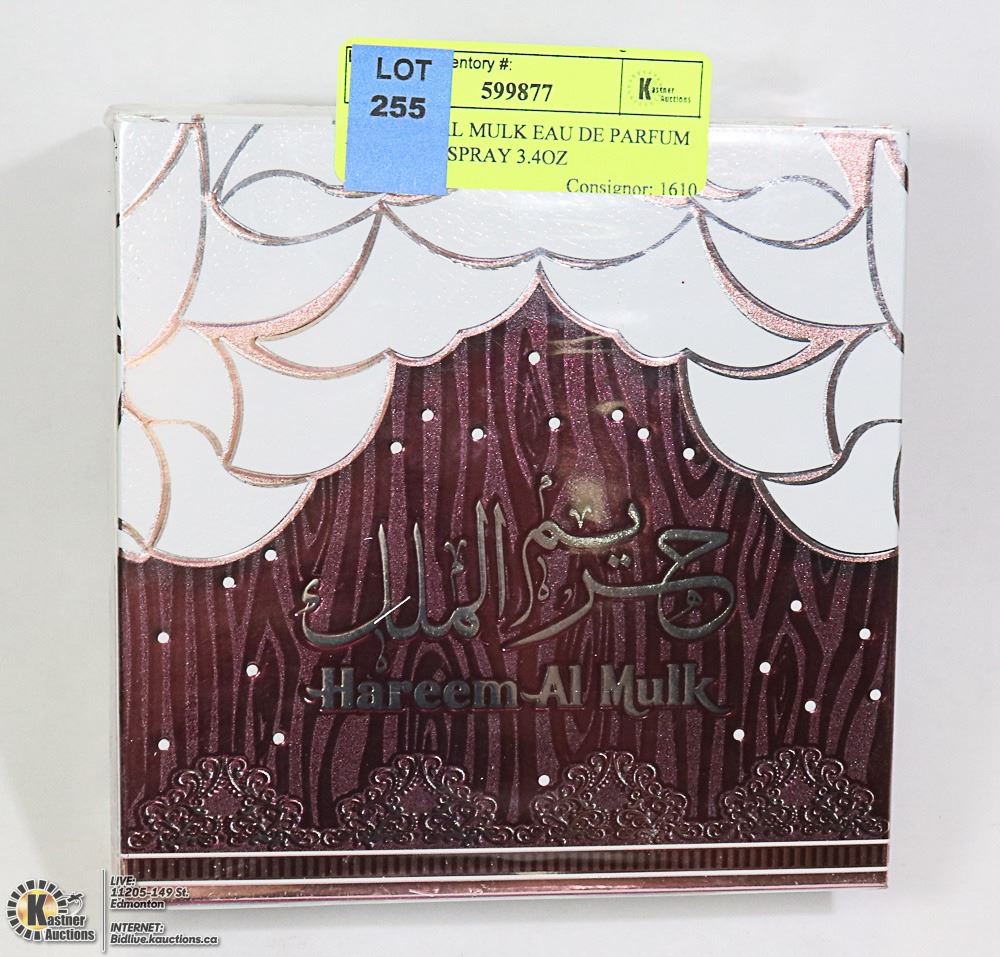 LOT
255
entory #:
599877
Kastner
Auctions
AL MULK EAU DE PARFUM
SPRAY 3.4OZ
Consignor: 1610
حريم الملك
Hareem Al Mulk
Kastner
Auctions
LIVE:
11205-149 St.
Edmonton
INTERNET:
Bidlive.kauctions.ca